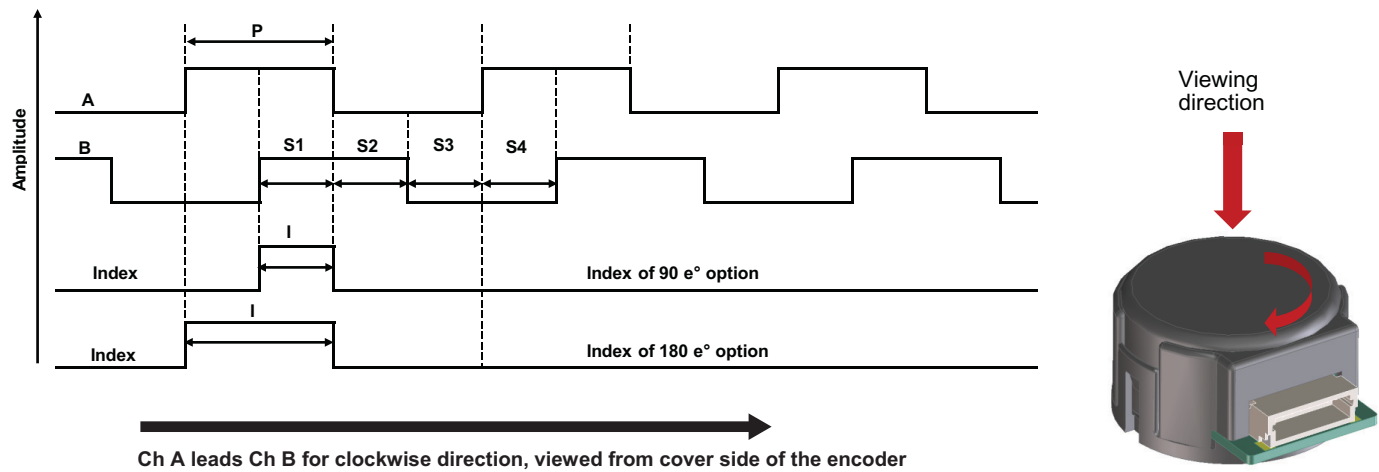 P
A
B
S1 S2 S3 S4
Amplitude
I
Index
Index of 90 e° option
I
Index
Index of 180 e° option
Ch A leads Ch B for clockwise direction, viewed from cover side of the encoder
Viewing
direction